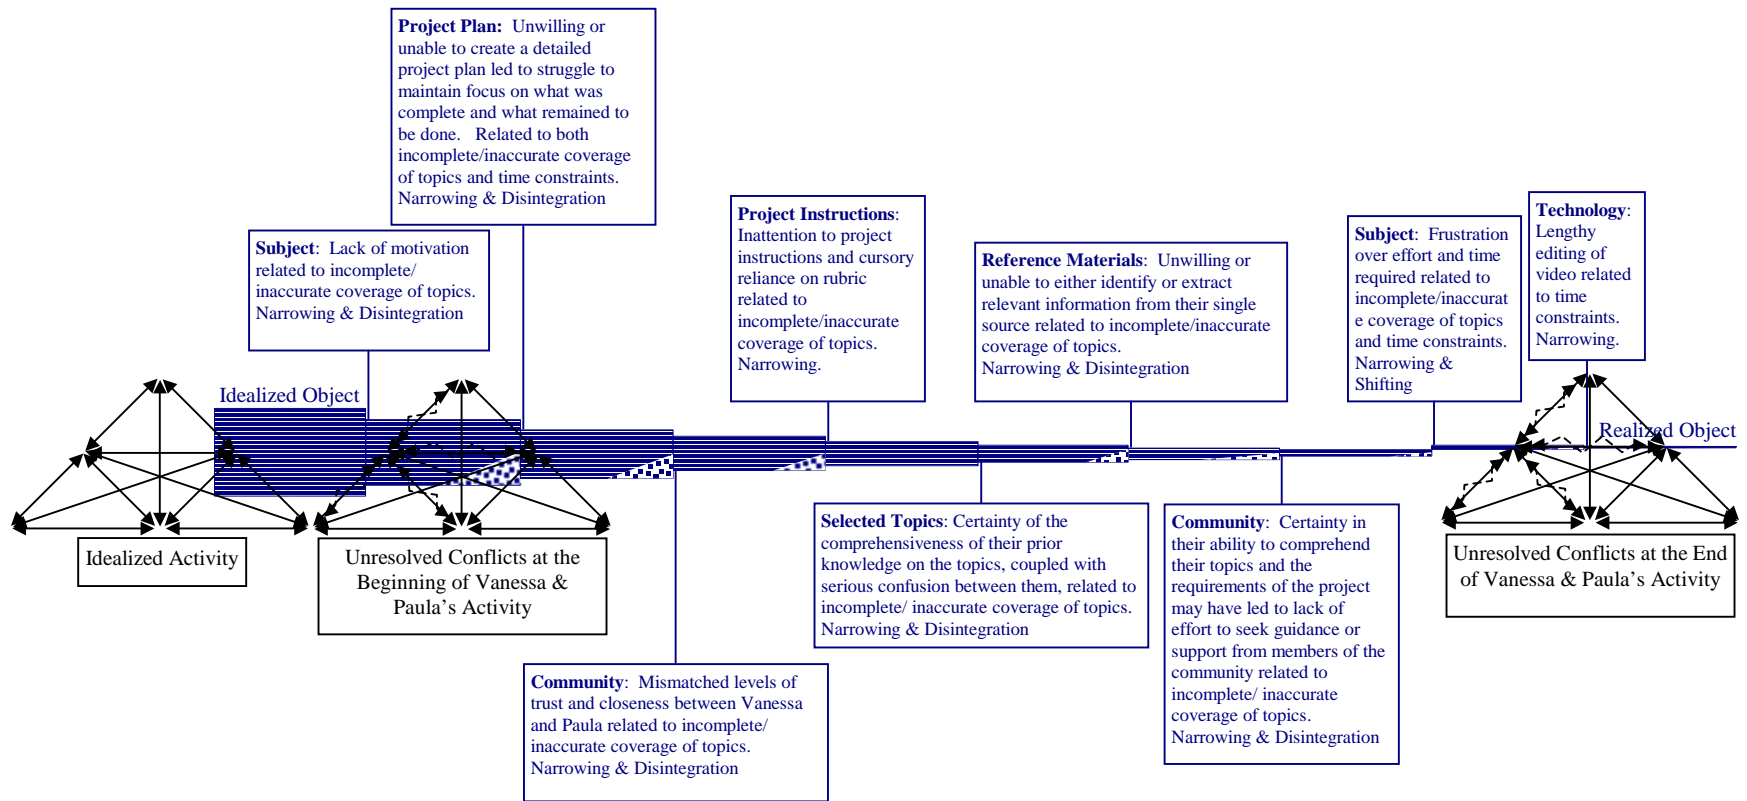 Project Plan: Unwilling or
unable to create a detailed
project plan led to struggle to
maintain focus on what was
complete and what remained to
be done. Related to both
incomplete/inaccurate coverage
of topics and time constraints.
Narrowing & Disintegration
Subject: Lack of motivation
related to incomplete/
inaccurate coverage of topics.
Narrowing & Disintegration
Project Instructions:
Inattention to project
instructions and cursory
reliance on rubric
related to
incomplete/inaccurate
coverage of topics.
Narrowing.
Reference Materials: Unwilling or
unable to either identify or extract
relevant information from their single
source related to incomplete/inaccurate
coverage of topics.
Narrowing & Disintegration
Subject: Frustration
over effort and time
required related to
incomplete/inaccurat
e coverage of topics
and time constraints.
Narrowing &
Shifting
Technology:
Lengthy
editing of
video related
to time
constraints.
Narrowing.
Idealized Object
Realized Object
Idealized Activity
Unresolved Conflicts at the
Beginning of Vanessa &
Paula's Activity
Community: Mismatched levels of
trust and closeness between Vanessa
and Paula related to incomplete/
inaccurate coverage of topics.
Narrowing & Disintegration
Selected Topics: Certainty of the
comprehensiveness of their prior
knowledge on the topics, coupled with
serious confusion between them, related to
incomplete/ inaccurate coverage of topics.
Narrowing & Disintegration
Community: Certainty in
their ability to comprehend
their topics and the
requirements of the project
may have led to lack of
effort to seek guidance or
support from members of the
community related to
incomplete/ inaccurate
coverage of topics.
Narrowing & Disintegration
Unresolved Conflicts at the End
of Vanessa & Paula's Activity